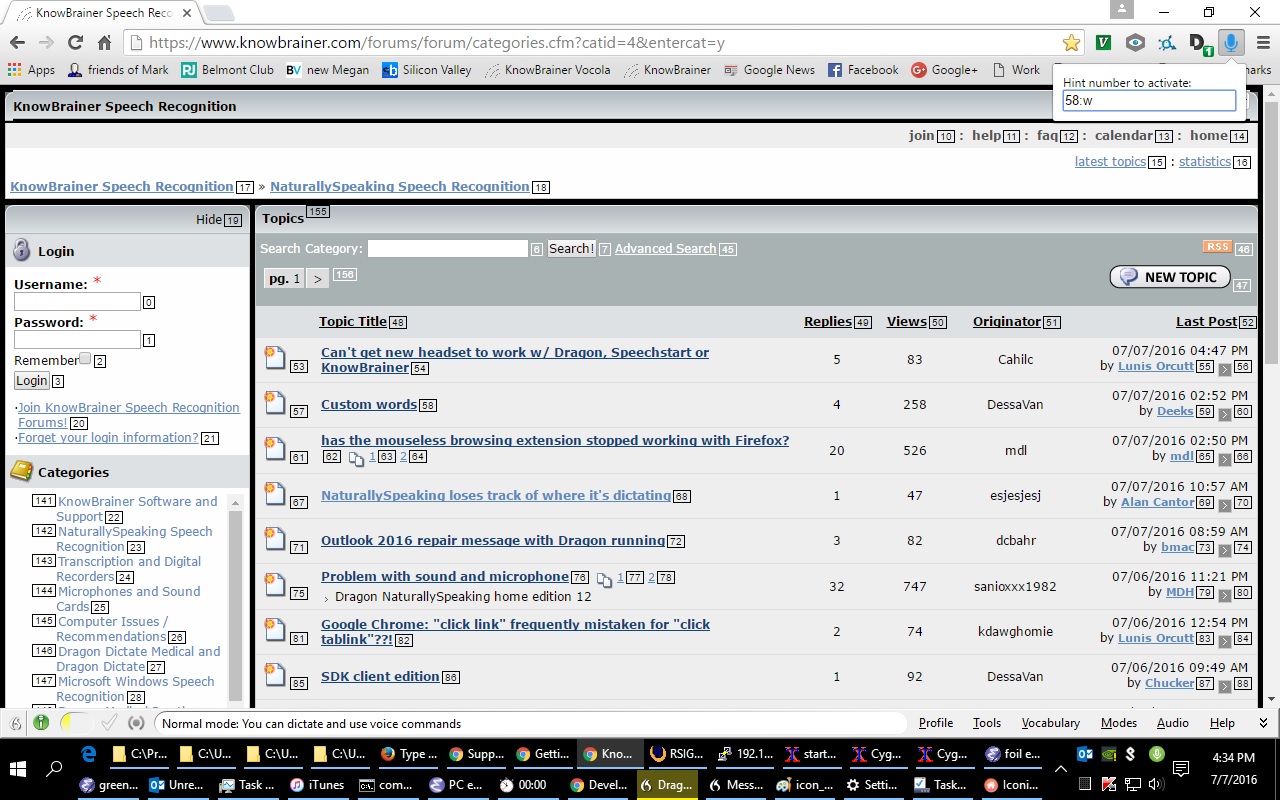 KnowBrainer Speech Reco
https://www.knowbrainer.com/forums/forum/categories.cfm?catid=4&entercat=y
Apps friends of Mark RJ Belmont Club BV new Megan Silicon Valley KnowBrainer Vocola KnowBrainer Google News Facebook Google+ Work
Hint number to activate:
58:w
KnowBrainer Speech Recognition
join 10 : help 11 : faq 12 : calendar 13 : home 14
latest topics 15 : statistics 16
KnowBrainer Speech Recognition 17 » NaturallySpeaking Speech Recognition 18
Hide 19
Login
Username: *
0
Password: *
1
Remember 2
Login 3
·Join KnowBrainer Speech Recognition
Forums! 20
·Forget your login information? 21
Categories
141 KnowBrainer Software and
Support 22
142 NaturallySpeaking Speech
Recognition 23
143 Transcription and Digital
Recorders 24
144 Microphones and Sound
Cards 25
145 Computer Issues /
Recommendations 26
146 Dragon Dictate Medical and
Dragon Dictate 27
147 Microsoft Windows Speech
Recognition 28
Topics 155
Search Category: 6 Search! 7 Advanced Search 45
RSS 46
pg. 1 > 156
NEW TOPIC 47
Topic Title 48 Replies 49 Views 50 Originator 51 Last Post 52
53 Can't get new headset to work w/ Dragon, Speechstart or
KnowBrainer 54
5 83 Cahilc 07/07/2016 04:47 PM
by Lunis Orcutt 55 > 56
57 Custom words 58 4 258 DessaVan 07/07/2016 02:52 PM
by Deeks 59 > 60
61 has the mouseless browsing extension stopped working with Firefox?
62 1 63 2 64
20 526 mdl 07/07/2016 02:50 PM
by mdl 65 > 66
67 NaturallySpeaking loses track of where it's dictating 68 1 47 esjesjesj 07/07/2016 10:57 AM
by Alan Cantor 69 > 70
71 Outlook 2016 repair message with Dragon running 72 3 82 dcbahr 07/07/2016 08:59 AM
by bmac 73 > 74
75 Problem with sound and microphone 76 1 77 2 78
› Dragon NaturallySpeaking home edition 12
32 747 sanioxxx1982 07/06/2016 11:21 PM
by MDH 79 > 80
81 Google Chrome: "click link" frequently mistaken for "click
tablink"??! 82
2 74 kdawghomie 07/06/2016 12:54 PM
by Lunis Orcutt 83 > 84
85 SDK client edition 86 1 92 DessaVan 07/06/2016 09:49 AM
by Chucker 87 > 88
Normal mode: You can dictate and use voice commands
Profile Tools Vocabulary Modes Audio Help
C:\Pr... C:\U... C:\U... C:\U... Type ... Supp... Getti... Kno... RSIG... 192.1... start... Cyg... Cyg... foil e...
green... Unre... Task ... iTunes com... PC e... 00:00 Devel... Drag... Mess... icon_... Setti... Task... Iconi...
4:34 PM
7/7/2016